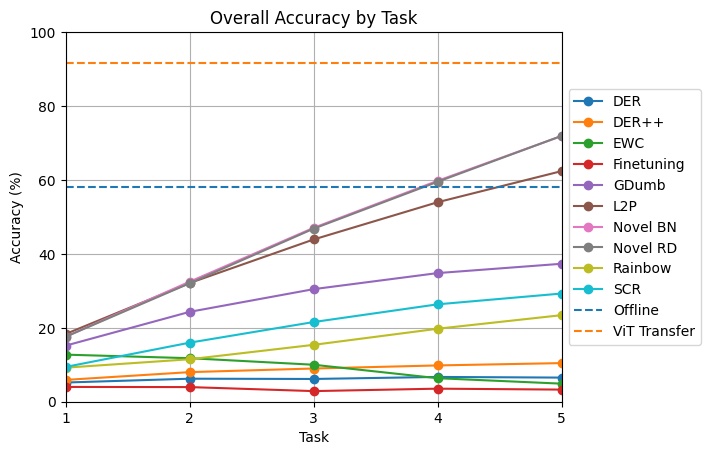 Overall Accuracy by Task
Accuracy (%)
100
80
60
40
20
0
1 2 3 4 5
Task
DER
DER++
EWC
Finetuning
GDumb
L2P
Novel BN
Novel RD
Rainbow
SCR
Offline
ViT Transfer